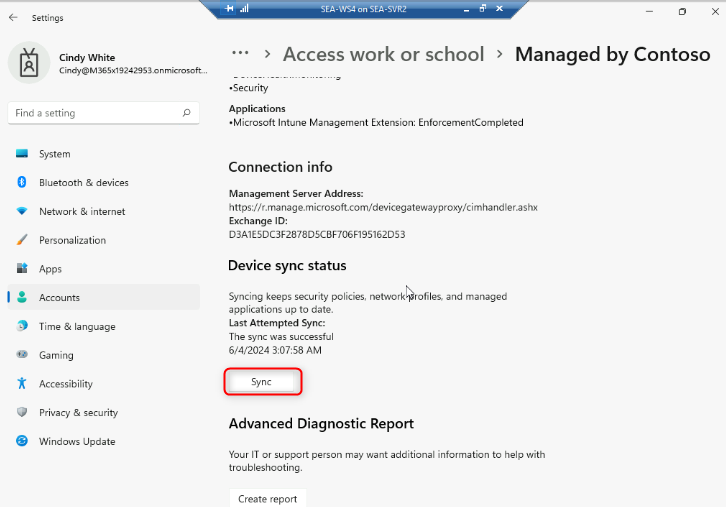 SEA-WS4 on SEA-SVR2
Settings
Cindy White
Cindy@M365x19242953.onmicrosoft...
Find a setting
System
Bluetooth & devices
Network & internet
Personalization
Apps
Accounts
Time & language
Gaming
Accessibility
Privacy & security
Windows Update
··· > Access work or school > Managed by Contoso
•Security
Applications
•Microsoft Intune Management Extension: EnforcementCompleted
Connection info
Management Server Address:
https://r.manage.microsoft.com/devicegatewayproxy/cimhandler.ashx
Exchange ID:
D3A1E5DC3F2878D5CBF706F195162D53
Device sync status
Syncing keeps security policies, network profiles, and managed
applications up to date.
Last Attempted Sync:
The sync was successful
6/4/2024 3:07:58 AM
Sync
Advanced Diagnostic Report
Your IT or support person may want additional information to help with
troubleshooting.
Create report